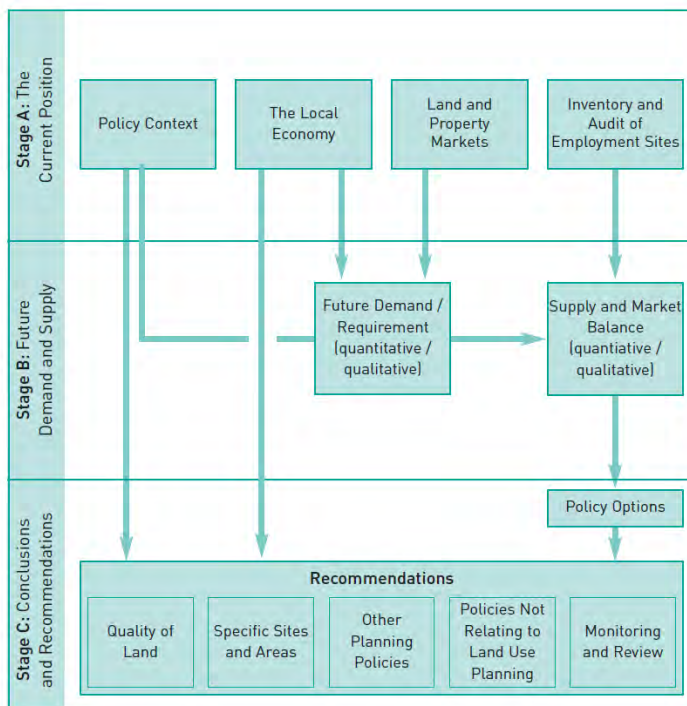 Stage A: The
Current Position
Policy Context
The Local
Economy
Land and
Property
Markets
Inventory and
Audit of
Employment Sites
Stage B: Future
Demand and Supply
Future Demand /
Requirement
(quantitative /
qualitative)
Supply and Market
Balance
(quantiative /
qualitative)
Stage C: Conclusions
and Recommendations
Policy Options
Recommendations
Quality of
Land
Specific Sites
and Areas
Other
Planning
Policies
Policies Not
Relating to
Land Use
Planning
Monitoring
and Review